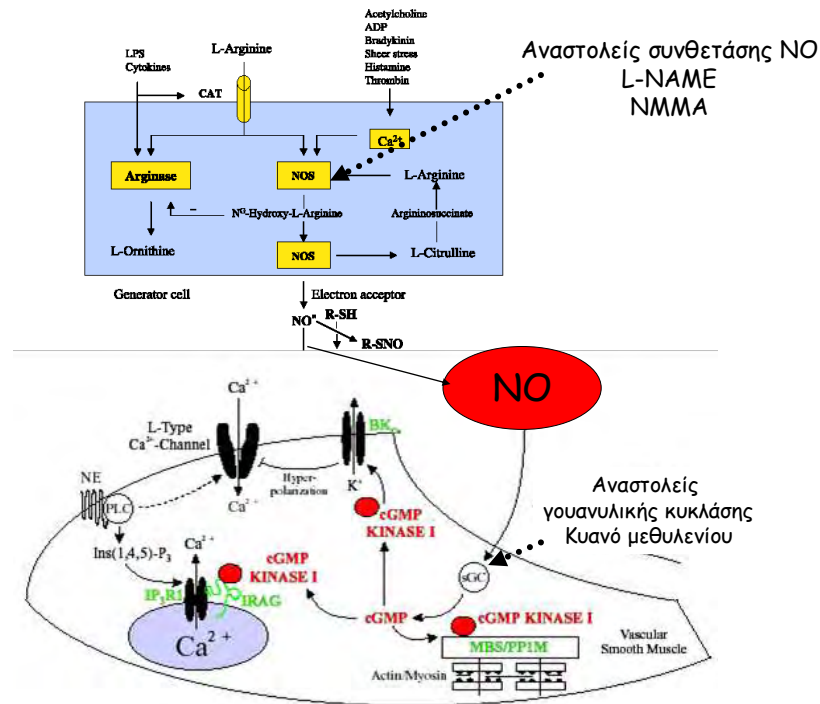 Acetylcholine
ADP
Bradykinin
Sheer stress
Histamine
Thrombin
LPS
Cytokines
L-Arginine
CAT
Αναστολείς συνθετάσης NO
L-NAME
NMMA
Ca2+
Arginase
NOS
L-Arginine
–
NG-Hydroxy-L-Arginine
Argininosuccinate
L-Ornithine
NOS
L-Citrulline
Generator cell
Electron acceptor
NO•
R-SH
R-SNO
NO
Ca2+
L-Type
Ca2+-Channel
BKCa
NE
PLC
Hyper-
polarization
K+
Ca2+
Ins(1,4,5)-P3
Ca2+
cGMP
KINASE I
cGMP
KINASE I
IP3R1
IRAG
Ca2+
Αναστολείς
γουανυλικής κυκλάσης
Κυανό μεθυλενίου
sGC
cGMP
cGMP KINASE I
MBS/PP1M
Vascular
Smooth Muscle
Actin/Myosin